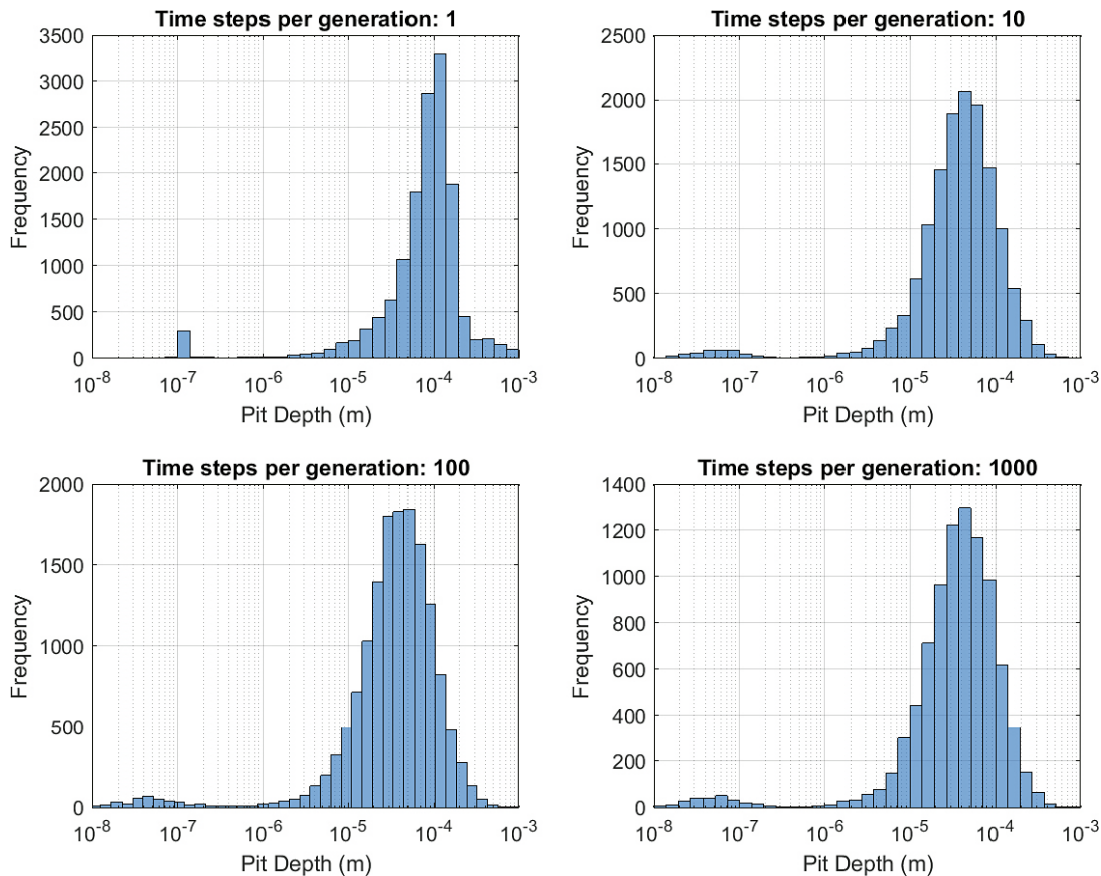 Time steps per generation: 1
3500
3000
2500
2000
1500
1000
500
0
Frequency
10-8 10-7 10-6 10-5 10-4 10-3
Pit Depth (m)
Time steps per generation: 10
2500
2000
1500
1000
500
0
Frequency
10-8 10-7 10-6 10-5 10-4 10-3
Pit Depth (m)
Time steps per generation: 100
2000
1500
1000
500
0
Frequency
10-8 10-7 10-6 10-5 10-4 10-3
Pit Depth (m)
Time steps per generation: 1000
1400
1200
1000
800
600
400
200
0
Frequency
10-8 10-7 10-6 10-5 10-4 10-3
Pit Depth (m)